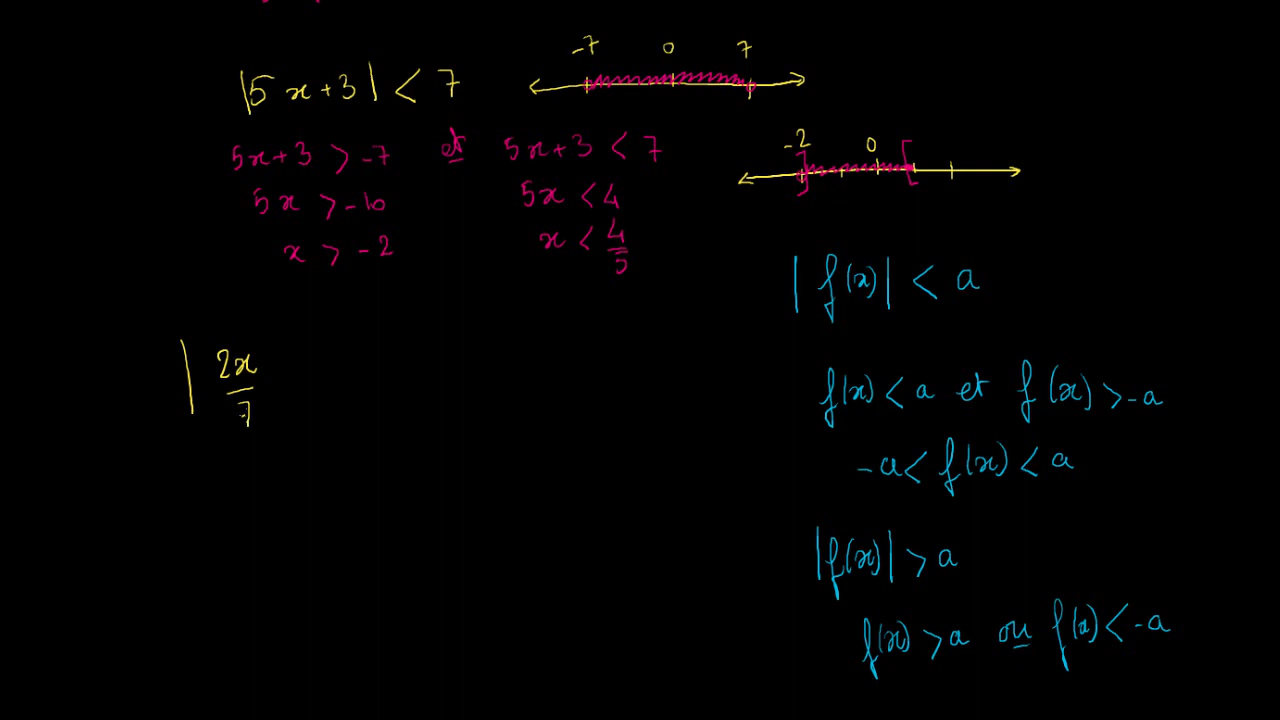 |5x+3| < 7
-7 0 7
5x+3 > -7 et 5x+3 < 7
5x > -10 5x < 4
x > -2 x < 4/5
-2 0
|f(x)| < a
f(x) < a et f(x) > -a
-a < f(x) < a
|f(x)| > a
f(x) > a ou f(x) < -a
| 2x/7